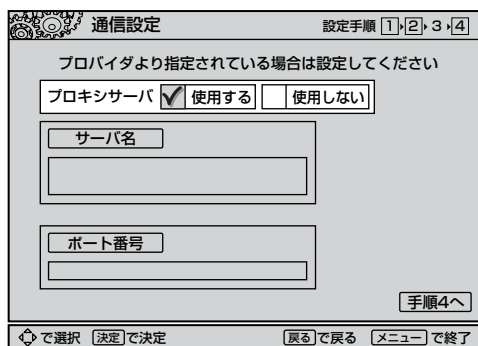 通信設定 設定手順 1 2 3 4
プロバイダより指定されている場合は設定してください
プロキシサーバ 使用する 使用しない
サーバ名
ポート番号
手順4へ
で選択 決定 で決定 戻る で戻る メニュー で終了